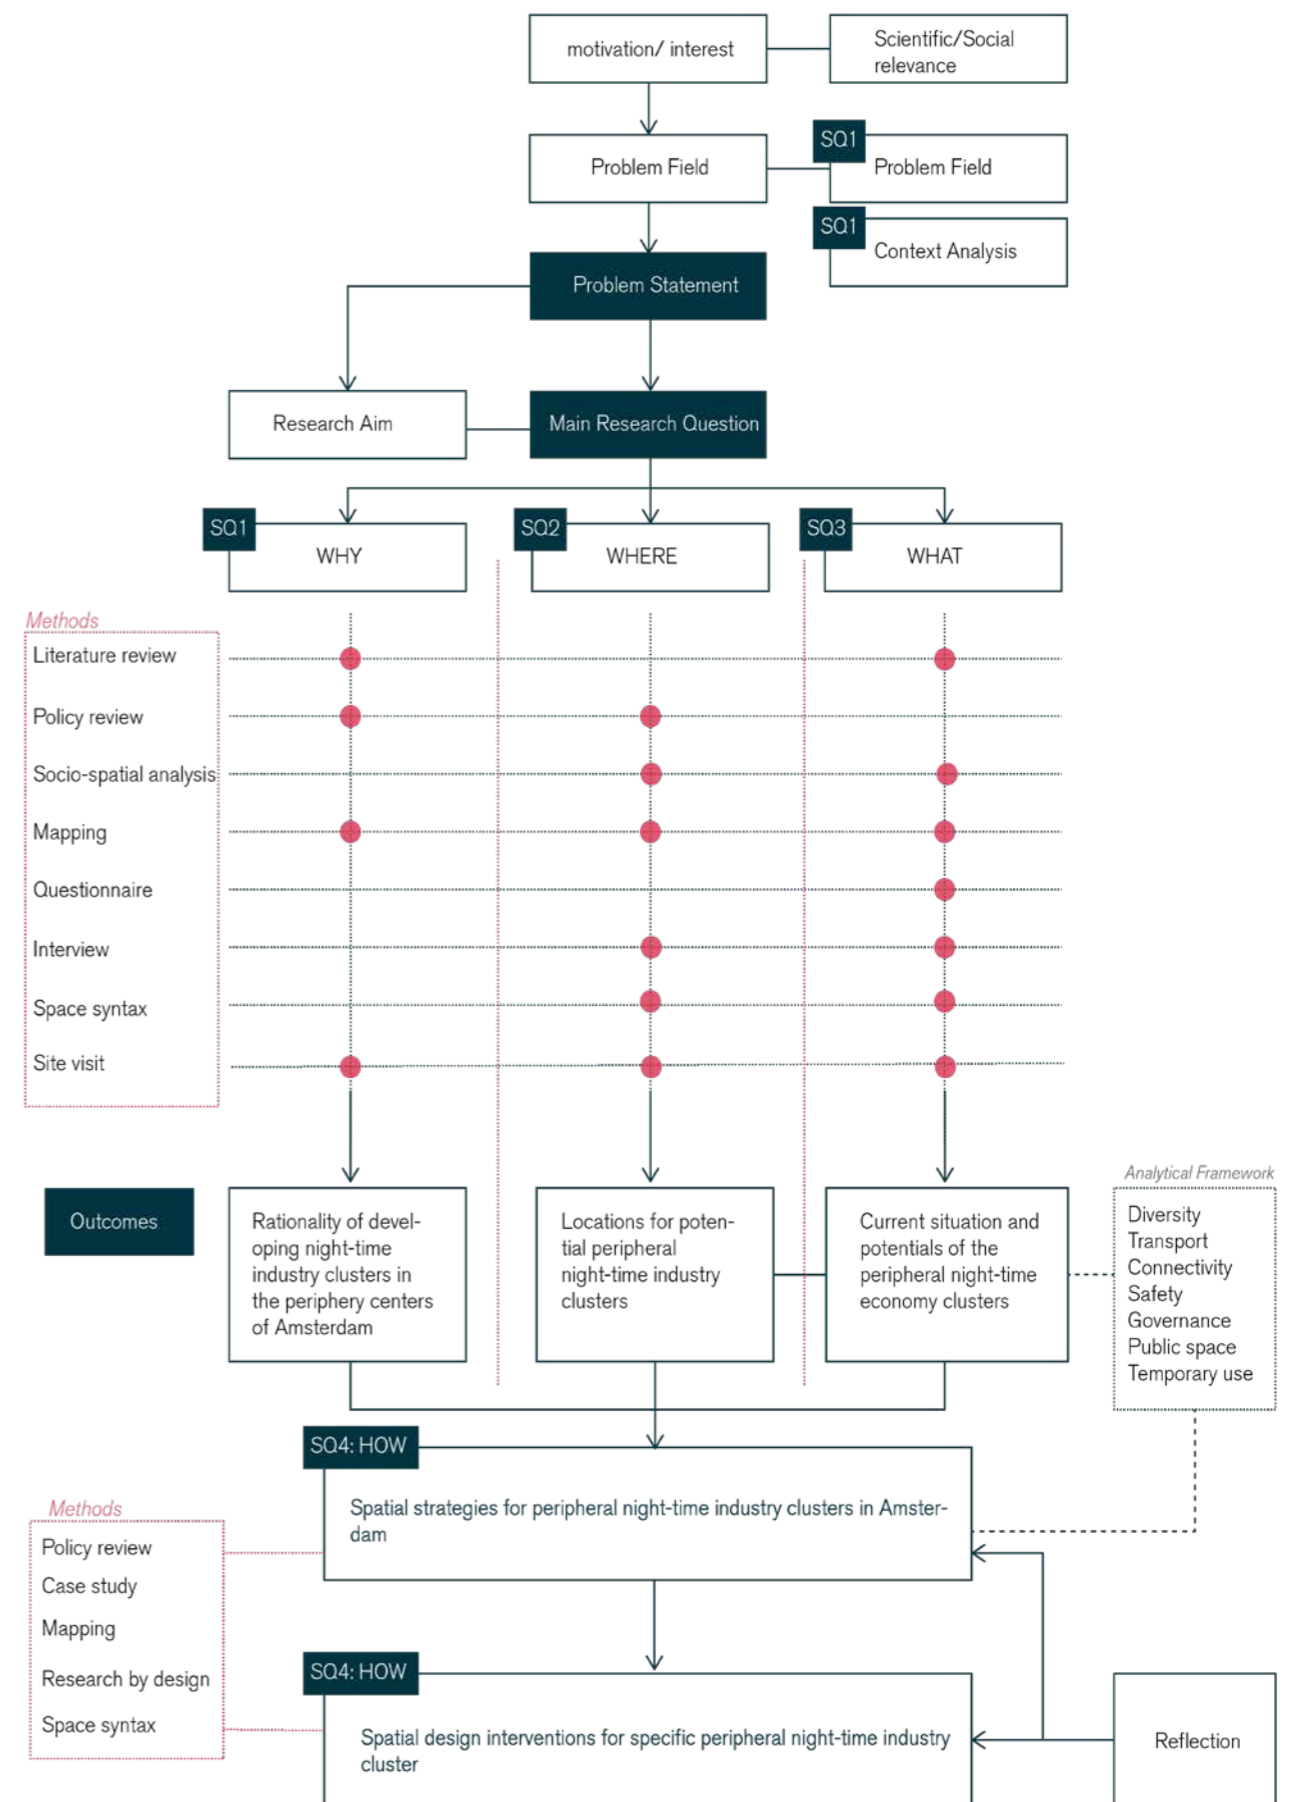 motivation/ interest
Scientific/Social
relevance
Problem Field
SQ1
Problem Field
SQ1
Context Analysis
Problem Statement
Research Aim
Main Research Question
SQ1
WHY
SQ2
WHERE
SQ3
WHAT
Methods
Literature review
Policy review
Socio-spatial analysis
Mapping
Questionnaire
Interview
Space syntax
Site visit
Outcomes
Rationality of devel-
oping night-time
industry clusters in
the periphery centers
of Amsterdam
Locations for poten-
tial peripheral
night-time industry
clusters
Current situation and
potentials of the
peripheral night-time
economy clusters
Analytical Framework
Diversity
Transport
Connectivity
Safety
Governance
Public space
Temporary use
SQ4: HOW
Spatial strategies for peripheral night-time industry clusters in Amster-
dam
Methods
Policy review
Case study
Mapping
Research by design
Space syntax
SQ4: HOW
Spatial design interventions for specific peripheral night-time industry
cluster
Reflection